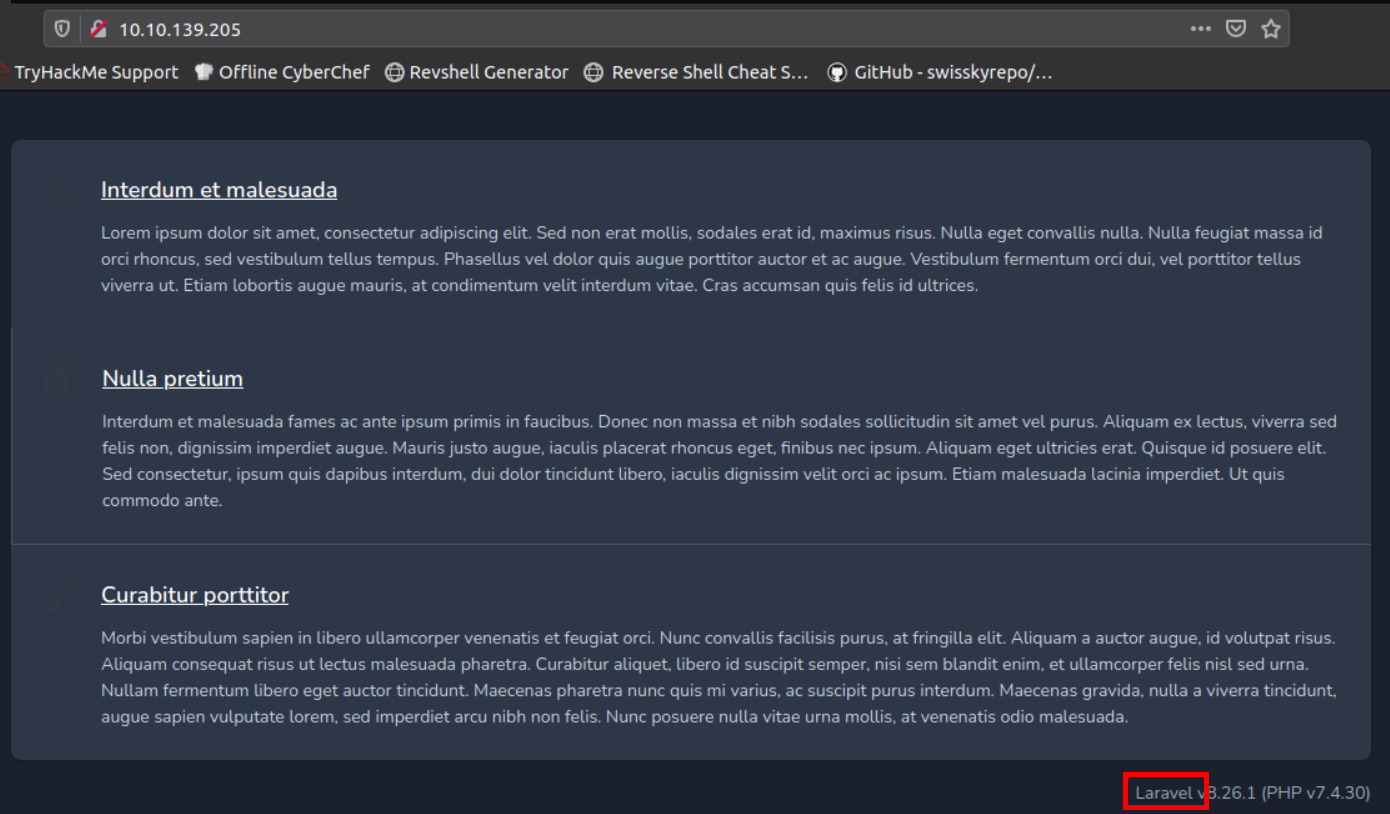 10.10.139.205
TryHackMe Support Offline CyberChef Revshell Generator Reverse Shell Cheat S... GitHub - swisskyrepo/...
Interdum et malesuada
Lorem ipsum dolor sit amet, consectetur adipiscing elit. Sed non erat mollis, sodales erat id, maximus risus. Nulla eget convallis nulla. Nulla feugiat massa id
orci rhoncus, sed vestibulum tellus tempus. Phasellus vel dolor quis augue porttitor auctor et ac augue. Vestibulum fermentum orci dui, vel porttitor tellus
viverra ut. Etiam lobortis augue mauris, at condimentum velit interdum vitae. Cras accumsan quis felis id ultrices.
Nulla pretium
Interdum et malesuada fames ac ante ipsum primis in faucibus. Donec non massa et nibh sodales sollicitudin sit amet vel purus. Aliquam ex lectus, viverra sed
felis non, dignissim imperdiet augue. Mauris justo augue, iaculis placerat rhoncus eget, finibus nec ipsum. Aliquam eget ultricies erat. Quisque id posuere elit.
Sed consectetur, ipsum quis dapibus interdum, dui dolor tincidunt libero, iaculis dignissim velit orci ac ipsum. Etiam malesuada lacinia imperdiet. Ut quis
commodo ante.
Curabitur porttitor
Morbi vestibulum sapien in libero ullamcorper venenatis et feugiat orci. Nunc convallis facilisis purus, at fringilla elit. Aliquam a auctor augue, id volutpat risus.
Aliquam consequat risus ut lectus malesuada pharetra. Curabitur aliquet, libero id suscipit semper, nisi sem blandit enim, et ullamcorper felis nisl sed urna.
Nullam fermentum libero eget auctor tincidunt. Maecenas pharetra nunc quis mi varius, ac suscipit purus interdum. Maecenas gravida, nulla a viverra tincidunt,
augue sapien vulputate lorem, sed imperdiet arcu nibh non felis. Nunc posuere nulla vitae urna mollis, at venenatis odio malesuada.
Laravel v8.26.1 (PHP v7.4.30)